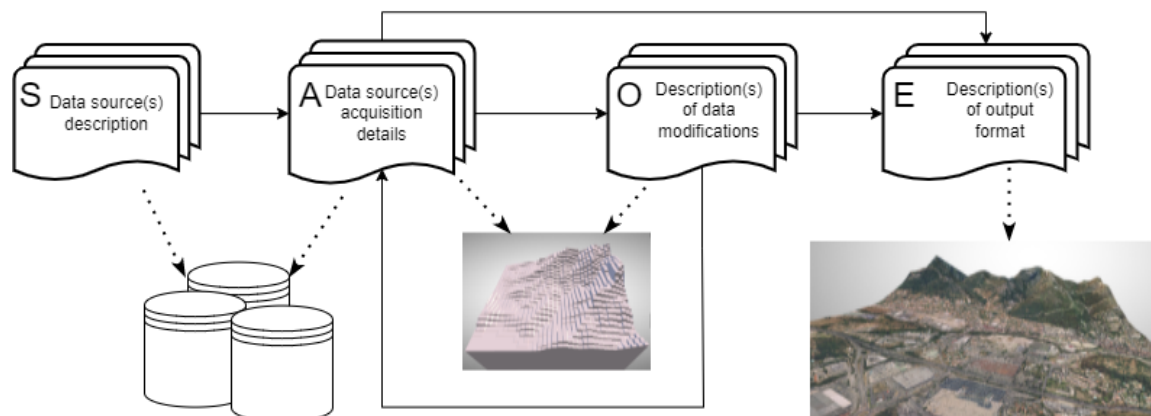 S
Data source(s)
description
A
Data source(s)
acquisition
details
O
Description(s)
of data
modifications
E
Description(s)
of output
format